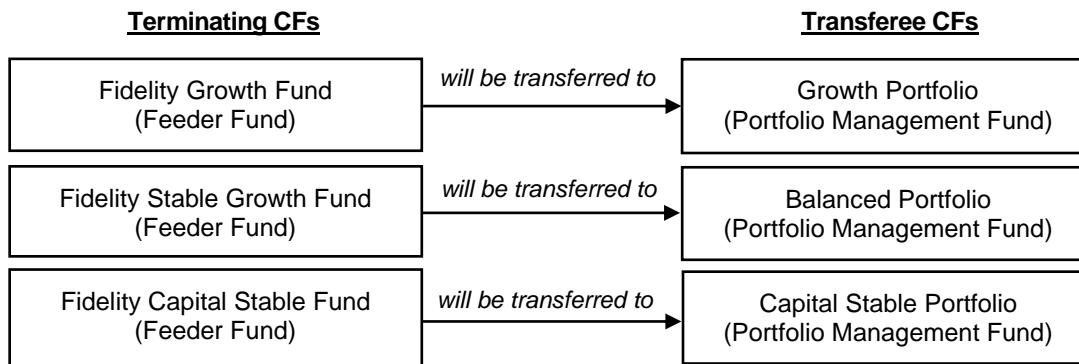 Terminating CFs
Transferee CFs
Fidelity Growth Fund
(Feeder Fund)
will be transferred to
Growth Portfolio
(Portfolio Management Fund)
Fidelity Stable Growth Fund
(Feeder Fund)
will be transferred to
Balanced Portfolio
(Portfolio Management Fund)
Fidelity Capital Stable Fund
(Feeder Fund)
will be transferred to
Capital Stable Portfolio
(Portfolio Management Fund)